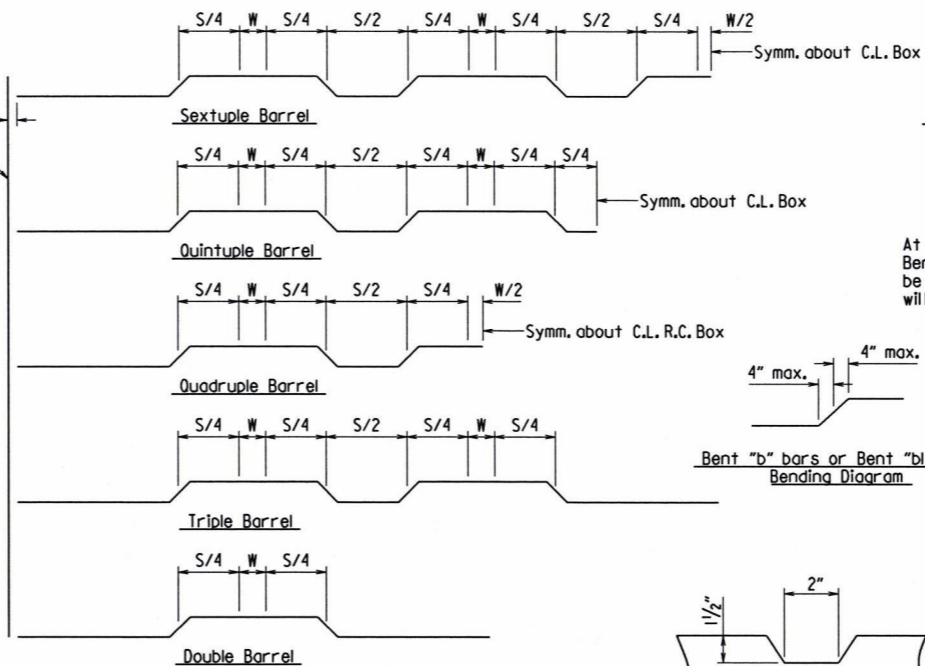 S/4 W S/4 S/2 S/4 W S/4 S/2 S/4 W/2
Symm. about C.L. Box
Sextuple Barrel
S/4 W S/4 S/2 S/4 W S/4 S/4
Symm. about C.L. Box
Quintuple Barrel
At
Ber
be
will
S/4 W S/4 S/2 S/4 W/2
Symm. about C.L. R.C. Box
Quadruple Barrel
4" max.
4" max.
Bent "b" bars or Bent "bl
Bending Diagram
S/4 W S/4 S/2 S/4 W S/4
Triple Barrel
S/4 W S/4
Double Barrel
2"
1½"